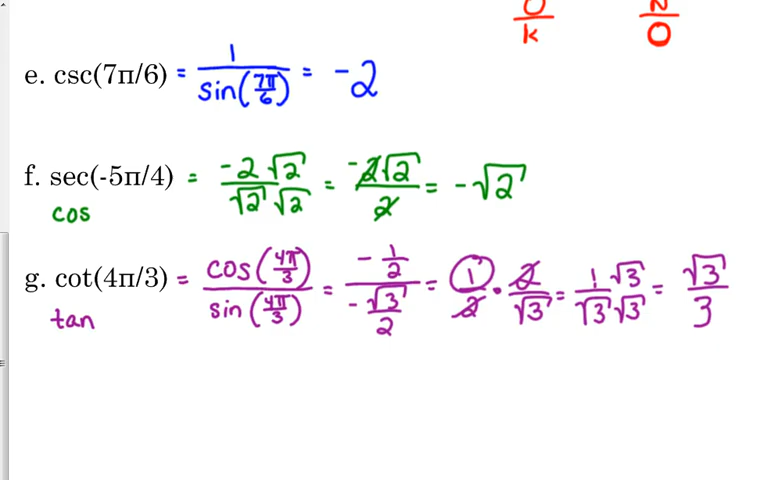 0/K N/0
e. csc(7π/6) = 1/sin(7π/6) = -2
f. sec(-5π/4) = -2√2/√2√2 = -2√2/2 = -√2
cos
g. cot(4π/3) = cos(4π/3)/sin(4π/3) = -1/2/-√3/2 = 1/2 · 2/√3 = 1√3/√3√3 = √3/3
tan